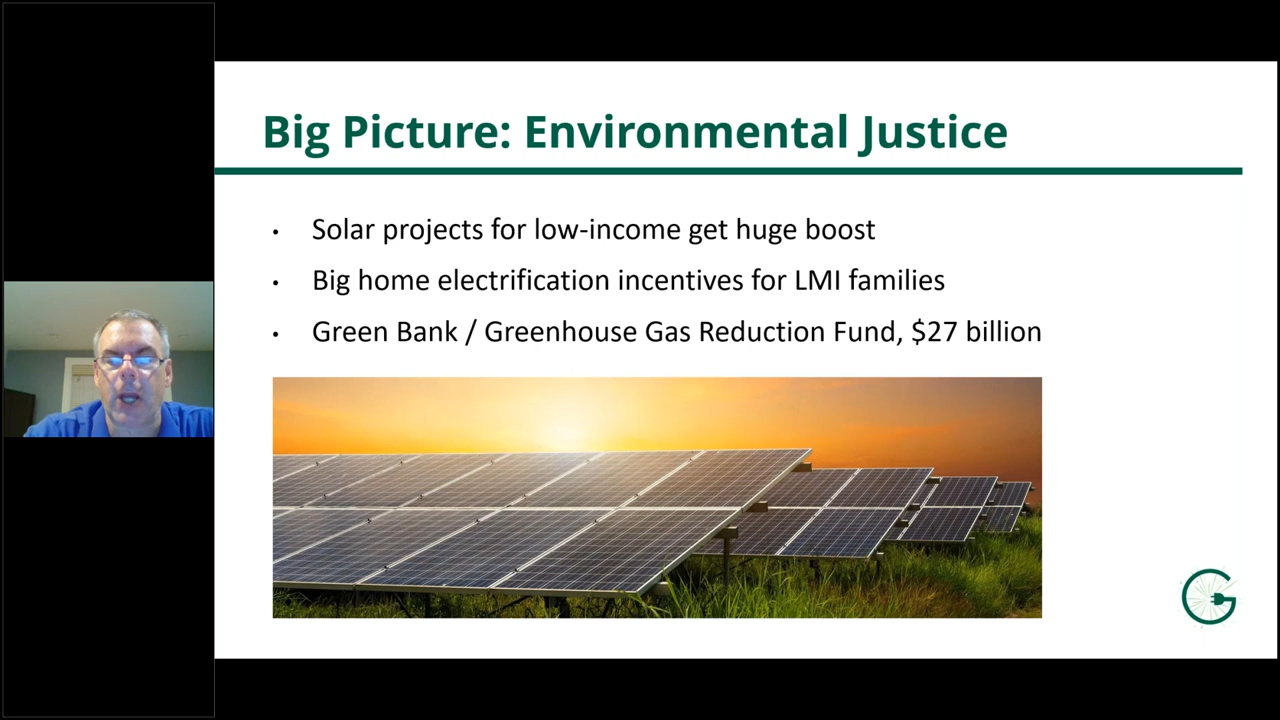 Big Picture: Environmental Justice
• Solar projects for low-income get huge boost
• Big home electrification incentives for LMI families
• Green Bank / Greenhouse Gas Reduction Fund, $27 billion